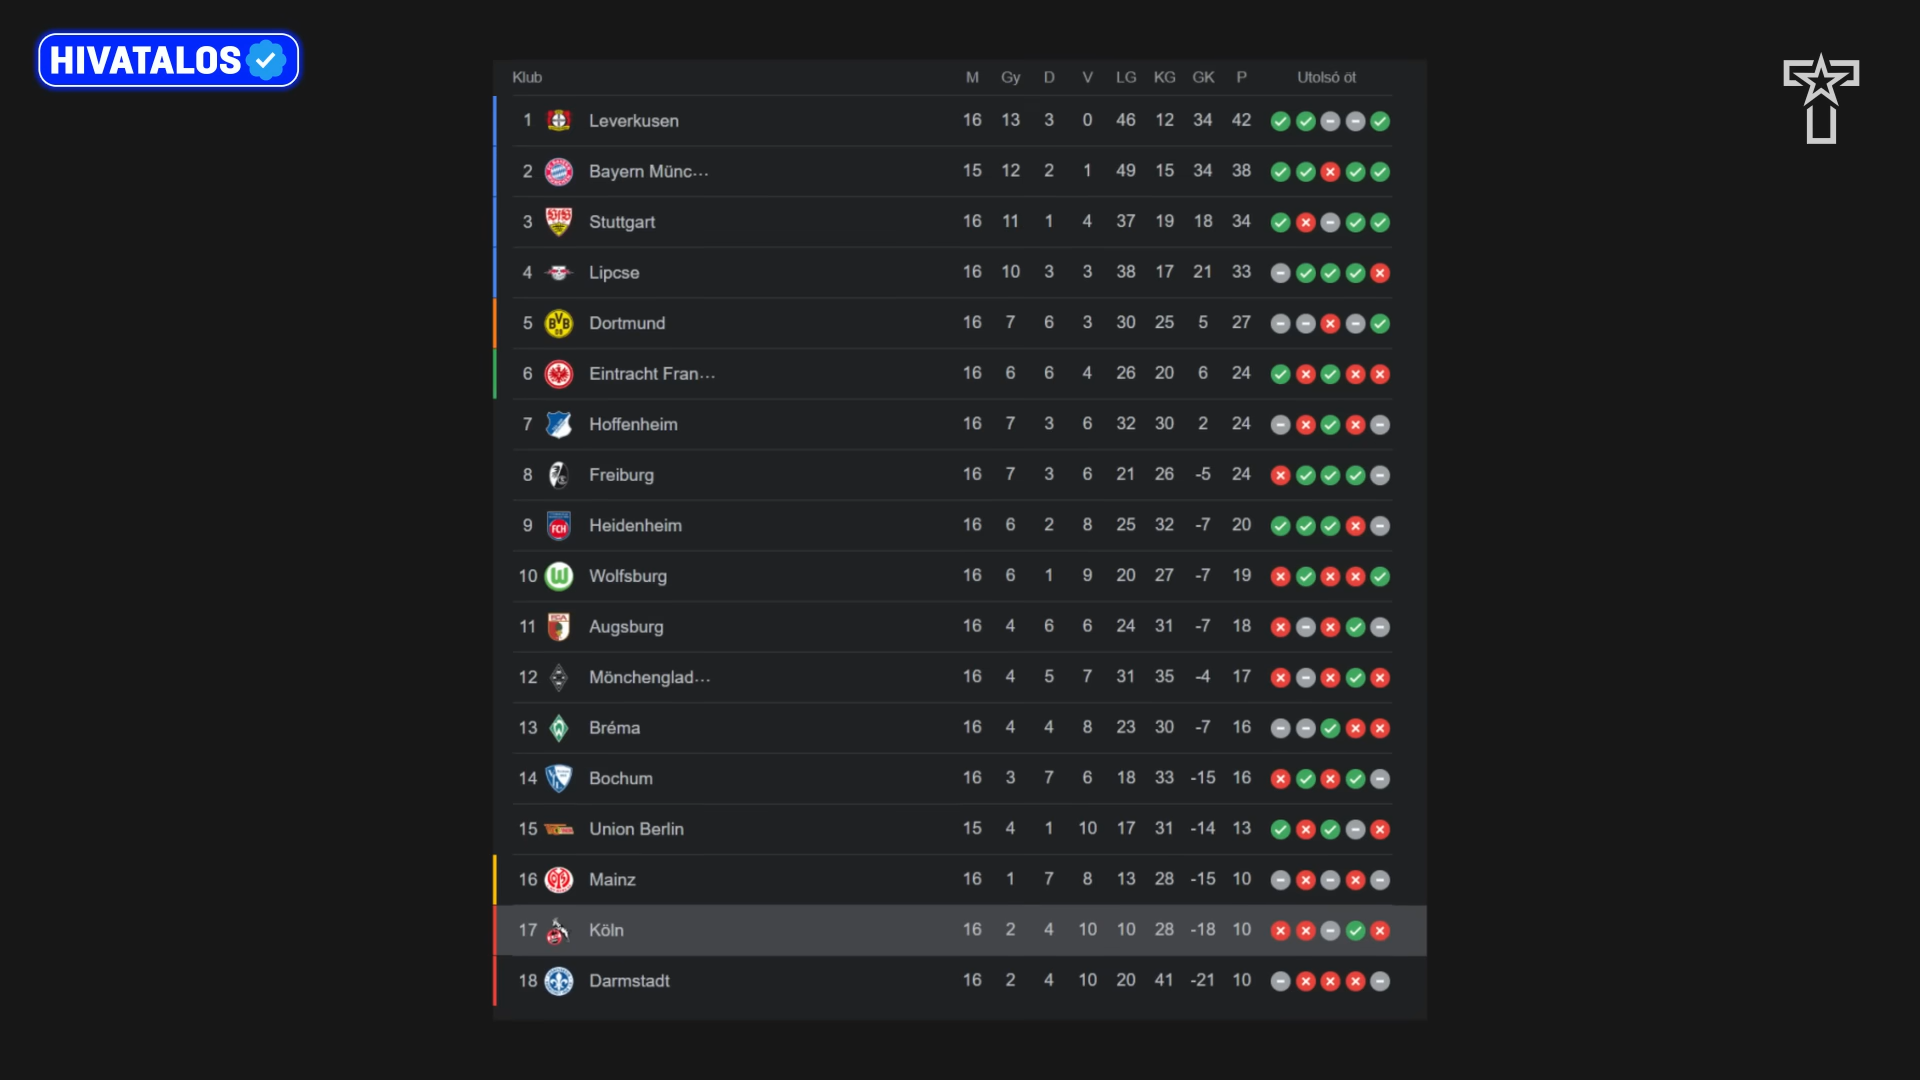 HIVATALOS
Klub M Gy D V LG KG GK P Utolsó öt
1 Leverkusen 16 13 3 0 46 12 34 42
2 Bayern Münc... 15 12 2 1 49 15 34 38
3 Stuttgart 16 11 1 4 37 19 18 34
4 Lipcse 16 10 3 3 38 17 21 33
5 Dortmund 16 7 6 3 30 25 5 27
6 Eintracht Fran... 16 6 6 4 26 20 6 24
7 Hoffenheim 16 7 3 6 32 30 2 24
8 Freiburg 16 7 3 6 21 26 -5 24
9 Heidenheim 16 6 2 8 25 32 -7 20
10 Wolfsburg 16 6 1 9 20 27 -7 19
11 Augsburg 16 4 6 6 24 31 -7 18
12 Mönchenglad... 16 4 5 7 31 35 -4 17
13 Bréma 16 4 4 8 23 30 -7 16
14 Bochum 16 3 7 6 18 33 -15 16
15 Union Berlin 15 4 1 10 17 31 -14 13
16 Mainz 16 1 7 8 13 28 -15 10
17 Köln 16 2 4 10 10 28 -18 10
18 Darmstadt 16 2 4 10 20 41 -21 10